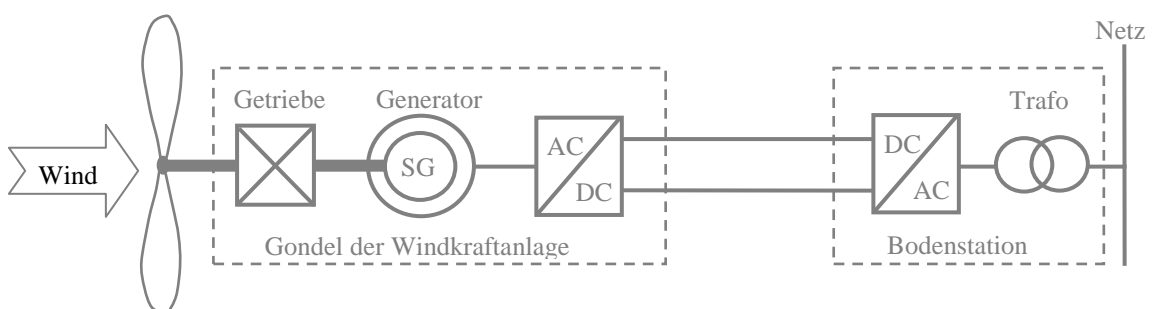 Netz
Getriebe
Generator
Trafo
Wind
SG
AC
DC
DC
AC
Gondel der Windkraftanlage
Bodenstation